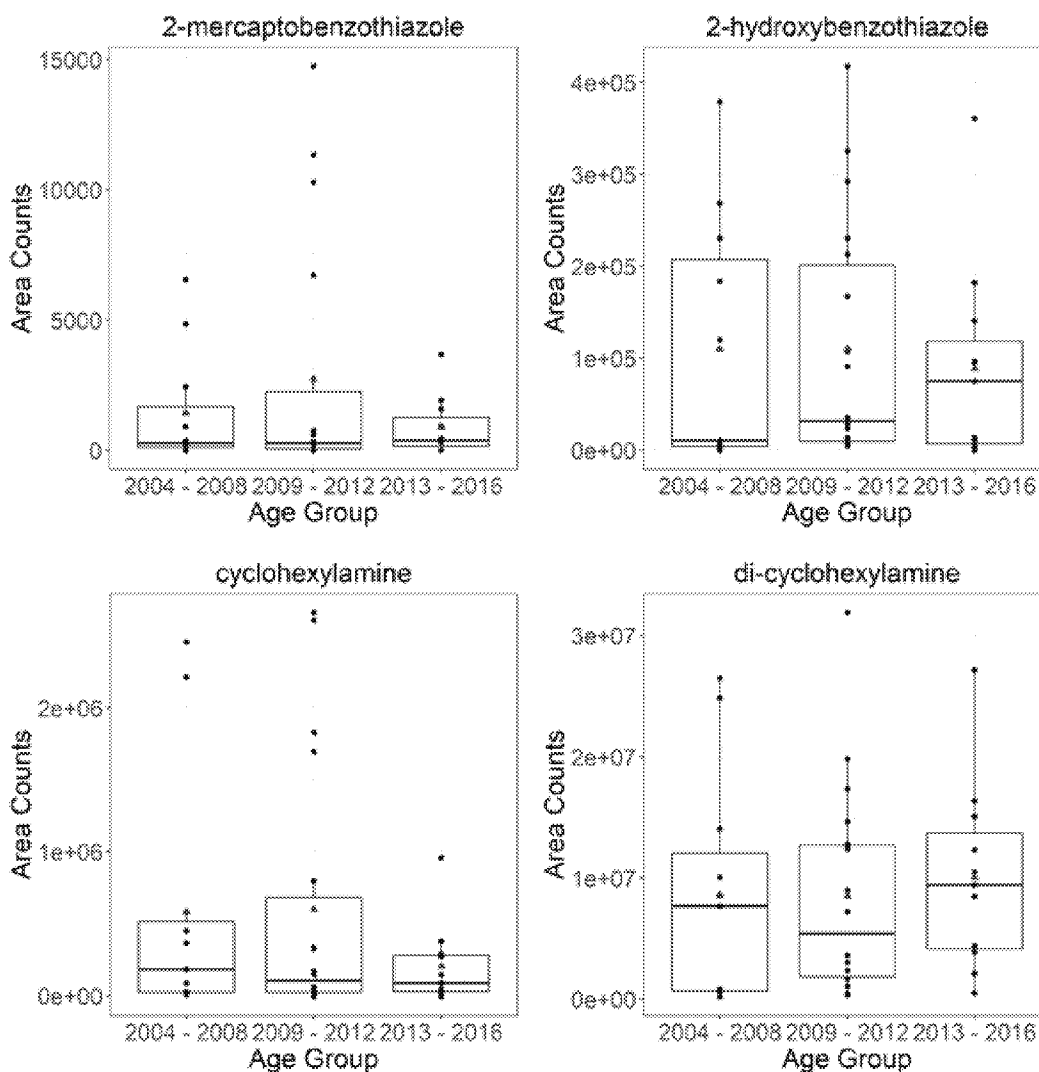 2-mercaptobenzothiazole
15000
10000
5000
0
Area Counts
2004 - 2008 2009 - 2012 2013 - 2016
Age Group
2-hydroxybenzothiazole
4e+05
3e+05
2e+05
1e+05
0e+00
Area Counts
2004 - 2008 2009 - 2012 2013 - 2016
Age Group
cyclohexylamine
2e+06
1e+06
0e+00
Area Counts
2004 - 2008 2009 - 2012 2013 - 2016
Age Group
di-cyclohexylamine
3e+07
2e+07
1e+07
0e+00
Area Counts
2004 - 2008 2009 - 2012 2013 - 2016
Age Group